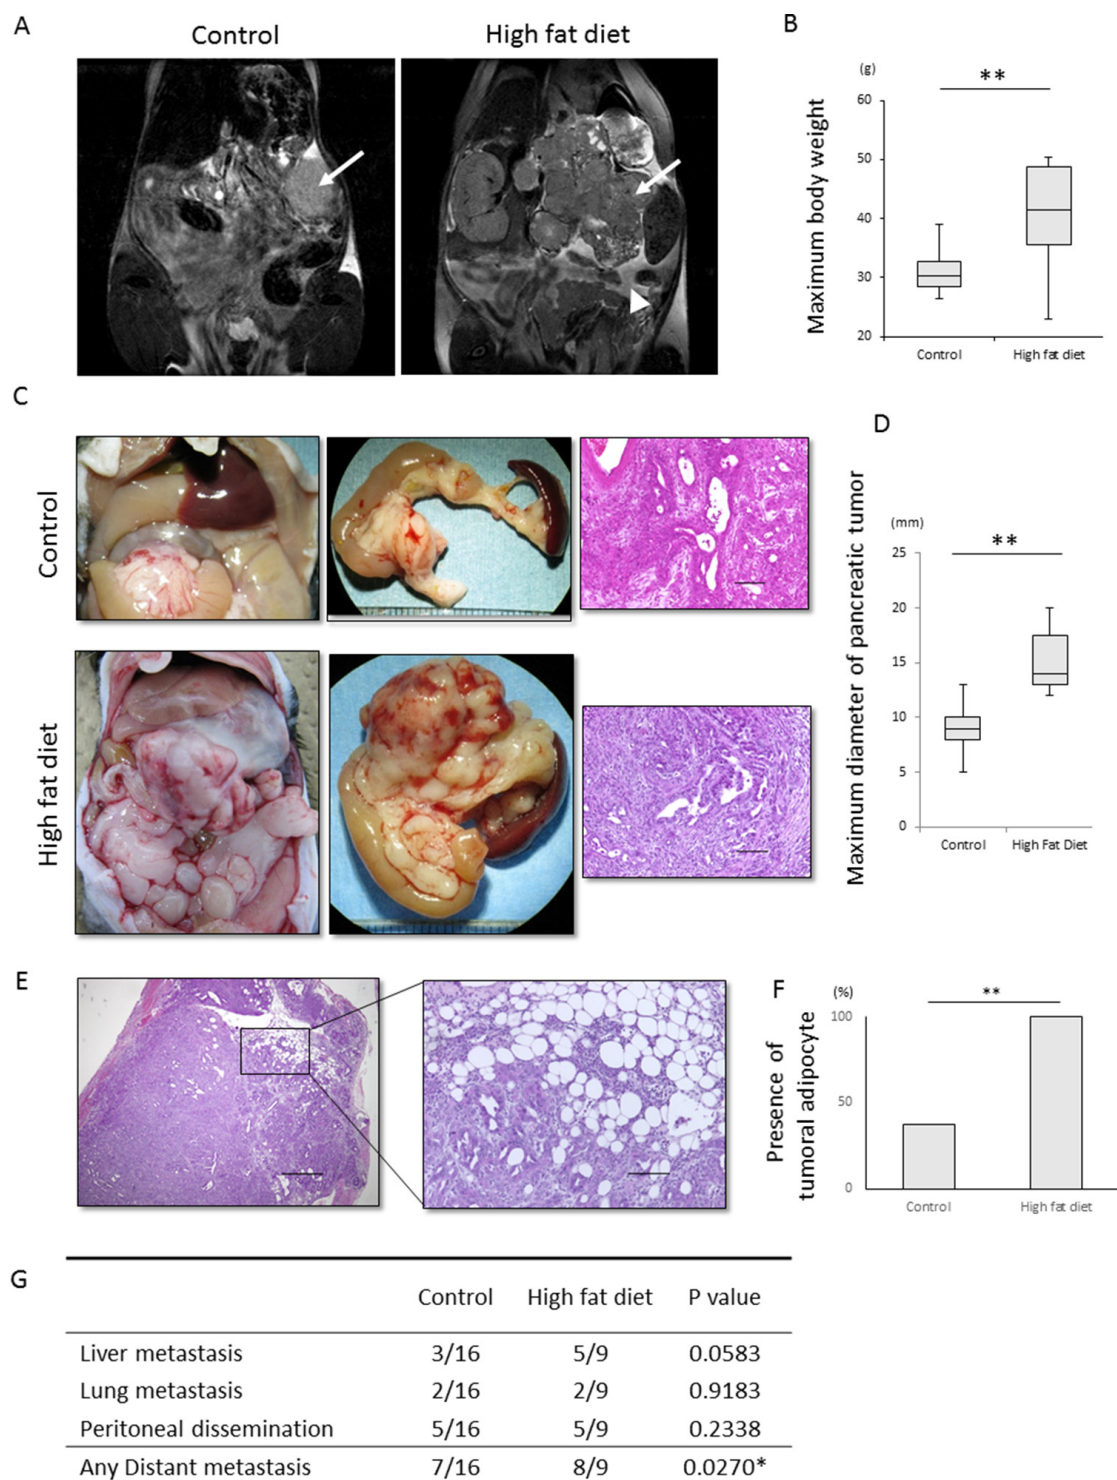 A
Control
High fat diet
B
(g)
**
Maximum body weight
60
50
40
30
20
Control
High fat diet
C
Control
High fat diet
D
(mm)
**
Maximum diameter of pancreatic tumor
25
20
15
10
5
0
Control
High Fat Diet
E
F
(%)
**
Presence of
tumoral adipocyte
100
50
0
Control
High fat diet
G
Control High fat diet P value
Liver metastasis 3/16 5/9 0.0583
Lung metastasis 2/16 2/9 0.9183
Peritoneal dissemination 5/16 5/9 0.2338
Any Distant metastasis 7/16 8/9 0.0270*